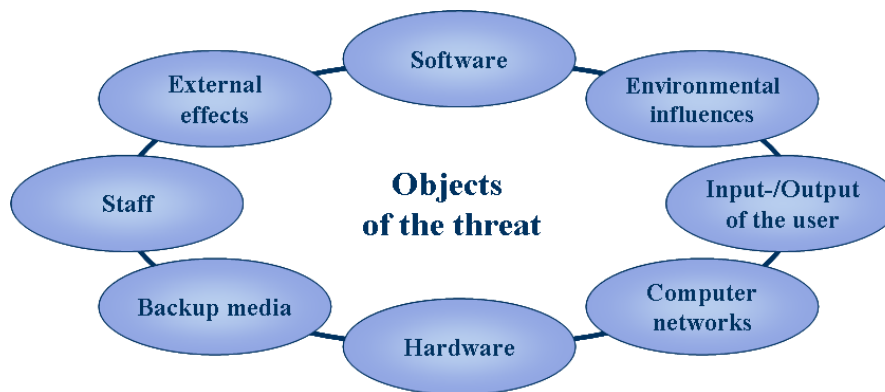 Software
External
effects
Environmental
influences
Staff
Objects
of the threat
Input-/Output
of the user
Backup media
Computer
networks
Hardware